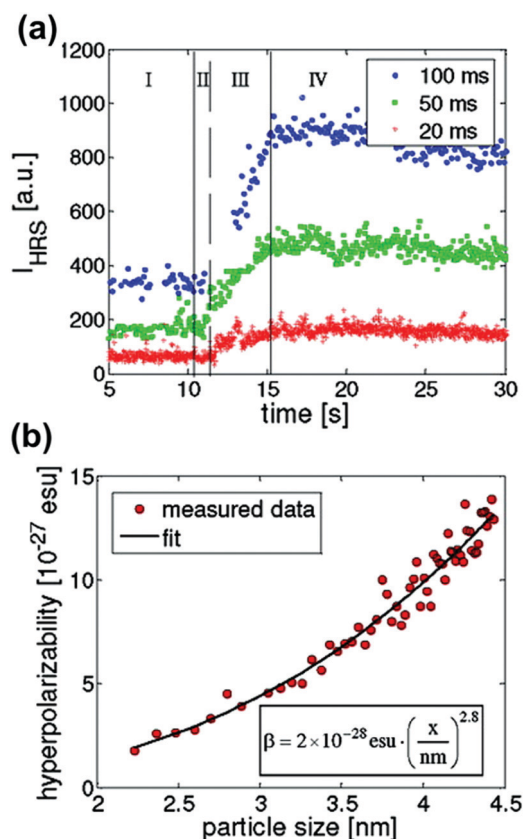 (a)
1200
1000
800
600
400
200
0
I_HRS [a.u.]
I II III IV
100 ms
50 ms
20 ms
5 10 15 20 25 30
time [s]
(b)
15
10
5
0
hyperpolarizability [10^-27 esu]
measured data
fit
β = 2×10^-28 esu · (x/nm)^2.8
2 2.5 3 3.5 4 4.5
particle size [nm]